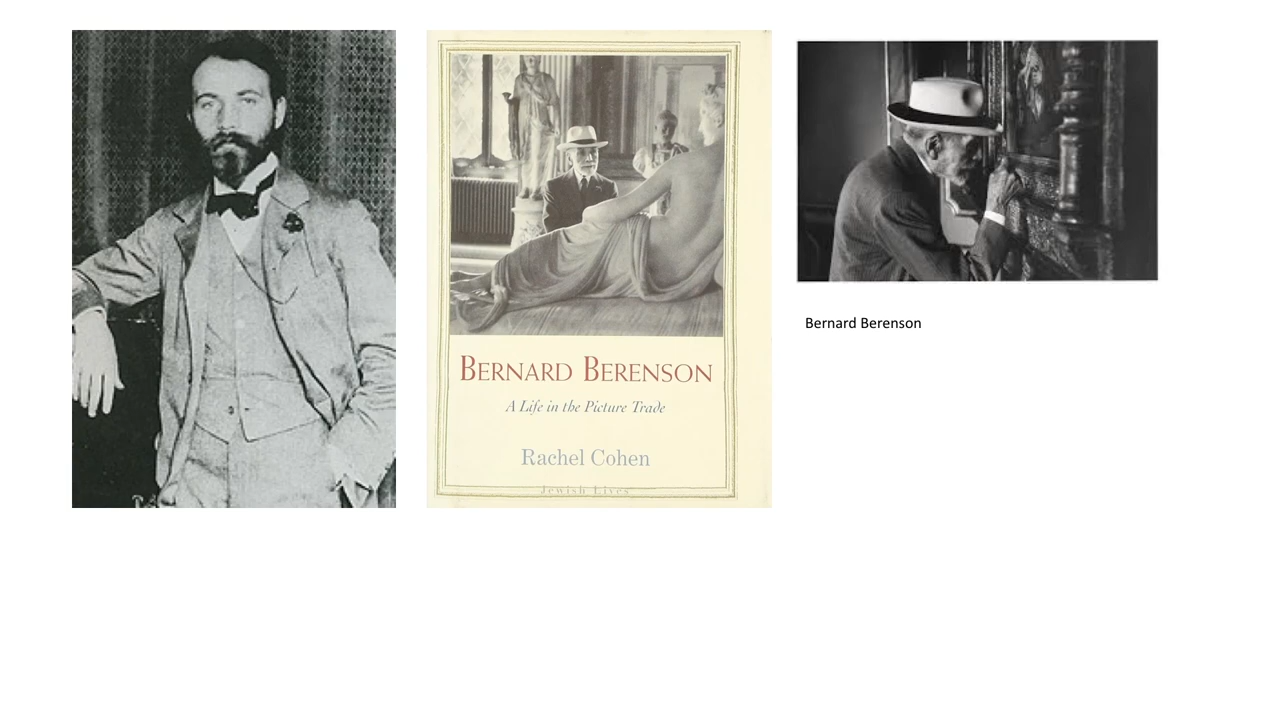 BERNARD BERENSON
A Life in the Picture Trade
Rachel Cohen
Jewish Lives
Bernard Berenson